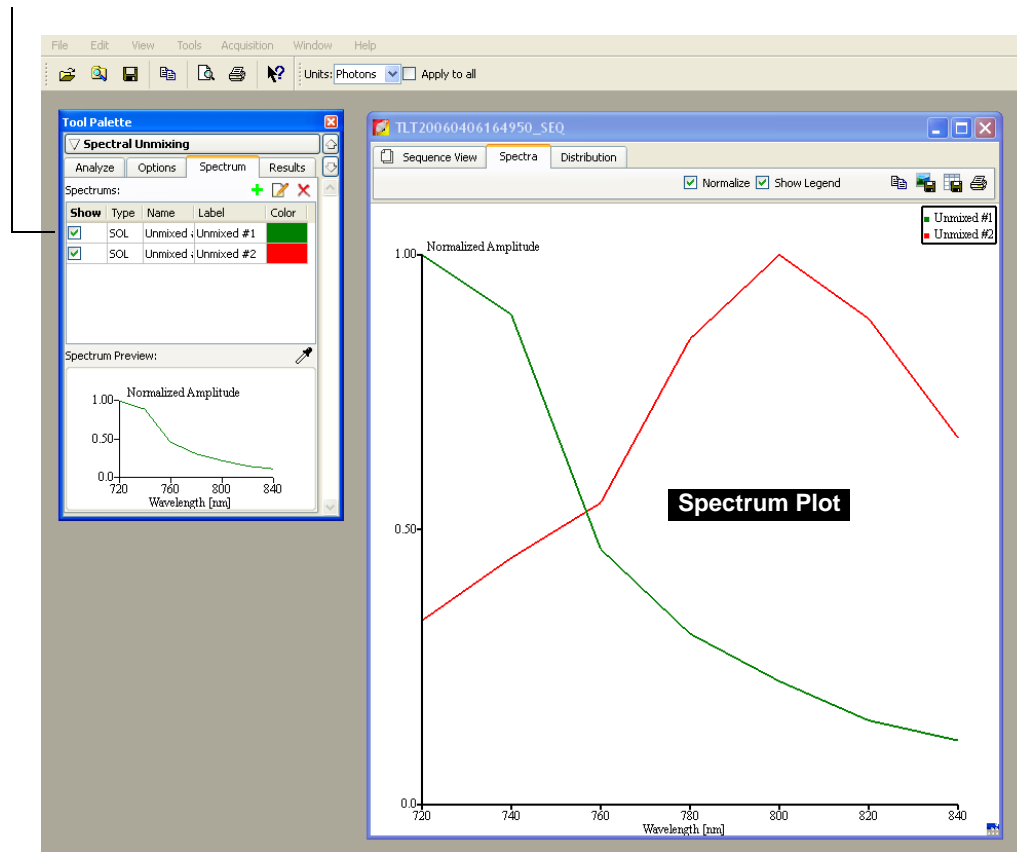 File Edit View Tools Acquisition Window Help
Units: Photons Apply to all
Tool Palette
Spectral Unmixing
Analyze Options Spectrum Results
Spectrums:
Show Type Name Label Color
SOL Unmixed Unmixed #1
SOL Unmixed Unmixed #2
Spectrum Preview:
Normalized Amplitude
1.00
0.50
0.0
720 760 800 840
Wavelength [nm]
TLT20060406164950_SEQ
Sequence View Spectra Distribution
Normalize Show Legend
Unmixed #1
Unmixed #2
Normalized Amplitude
1.00
Spectrum Plot
0.50
0.0
720 740 760 780 800 820 840
Wavelength [nm]